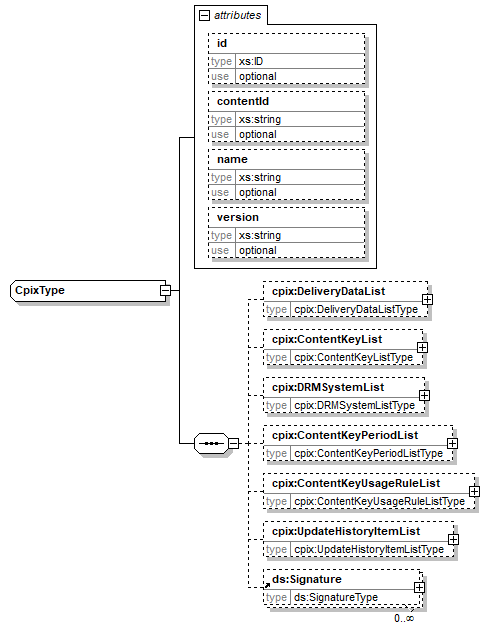 attributes
id
type xs:ID
use optional
contentId
type xs:string
use optional
name
type xs:string
use optional
version
type xs:string
use optional
CpixType
cpix:DeliveryDataList
type cpix:DeliveryDataListType
cpix:ContentKeyList
type cpix:ContentKeyListType
cpix:DRMSystemList
type cpix:DRMSystemListType
cpix:ContentKeyPeriodList
type cpix:ContentKeyPeriodListType
cpix:ContentKeyUsageRuleList
type cpix:ContentKeyUsageRuleListType
cpix:UpdateHistoryItemList
type cpix:UpdateHistoryItemListType
ds:Signature
type ds:SignatureType
0..∞